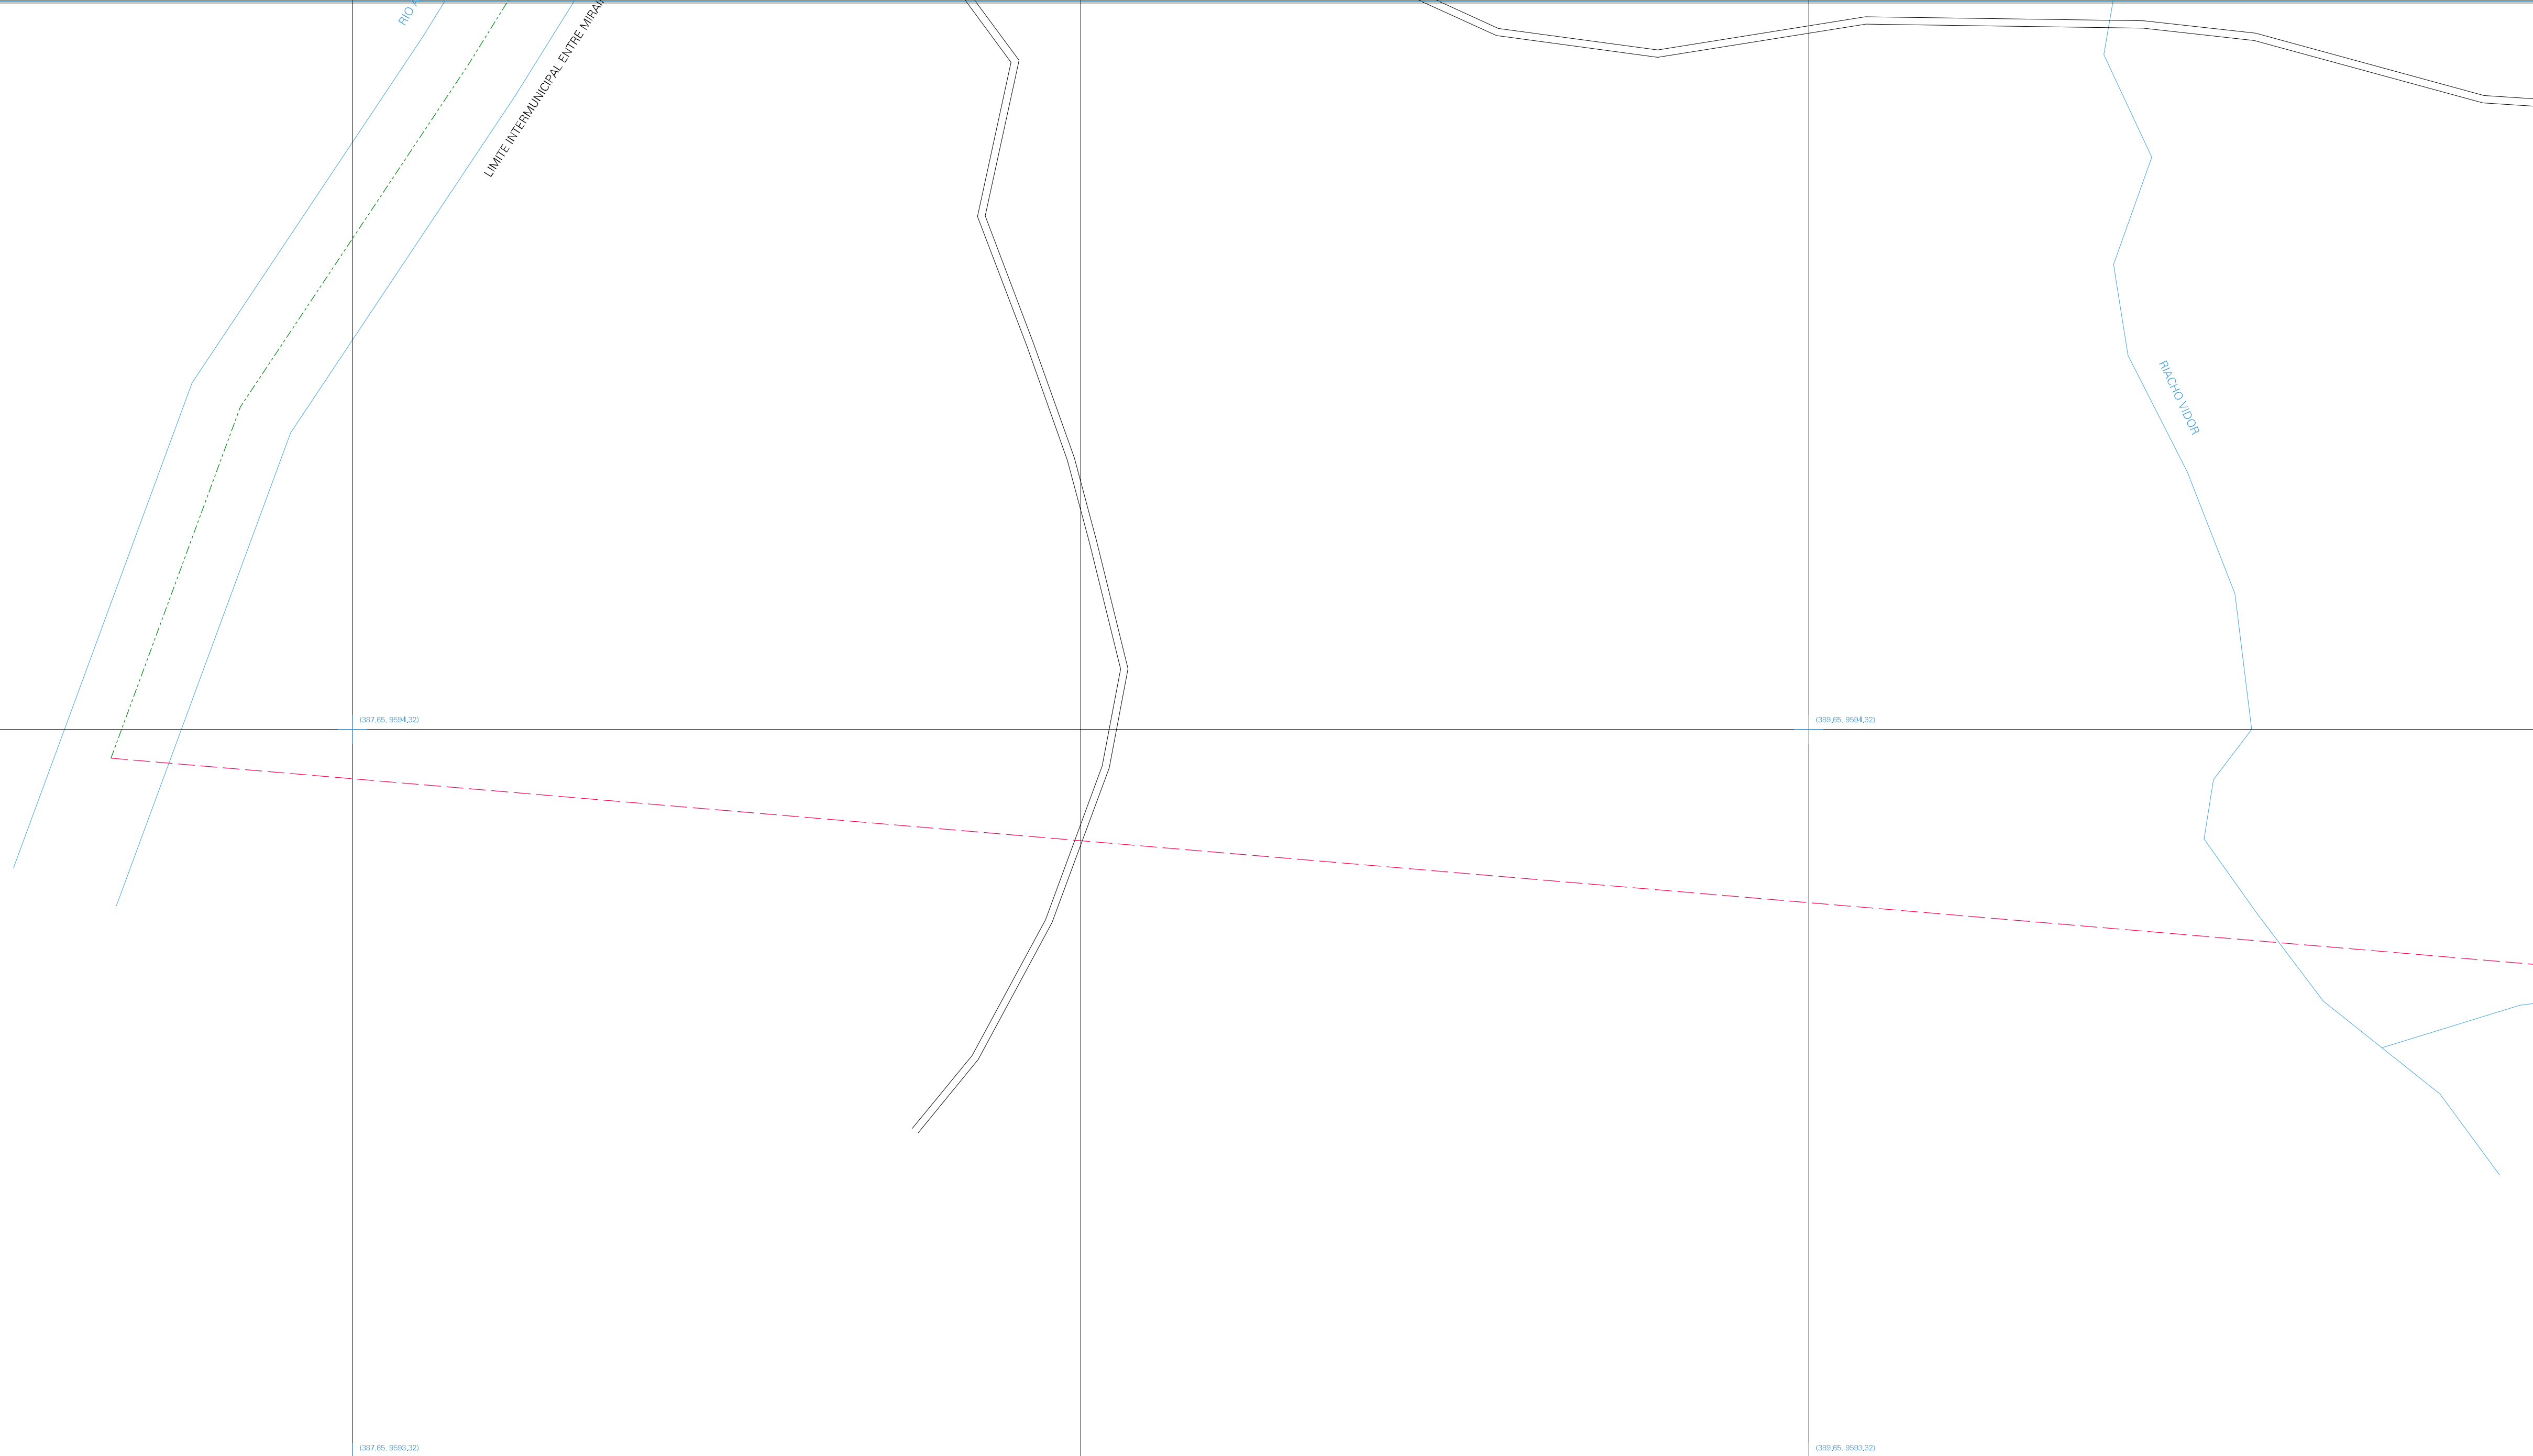 RIO
LIMITE INTERMUNICIPAL ENTRE
RIACHO VIDOR
(387,65, 9594,32)
(389,65, 9594,32)
(387,65, 9593,32)
(389,65, 9593,32)